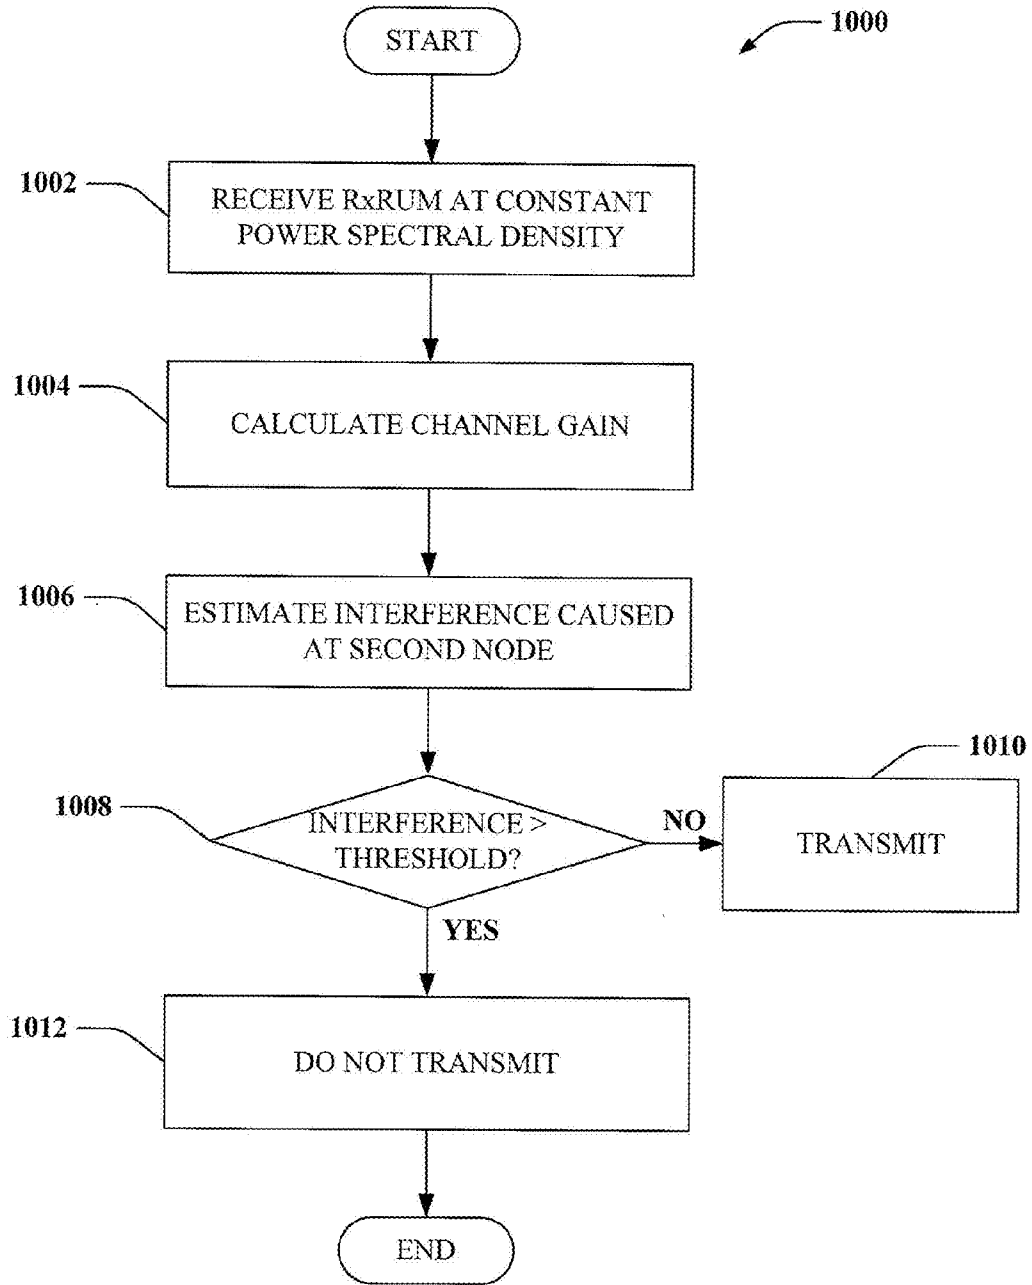 START
1000
1002
RECEIVE RxRUM AT CONSTANT
POWER SPECTRAL DENSITY
1004
CALCULATE CHANNEL GAIN
1006
ESTIMATE INTERFERENCE CAUSED
AT SECOND NODE
1008
INTERFERENCE >
THRESHOLD?
NO
1010
TRANSMIT
YES
1012
DO NOT TRANSMIT
END